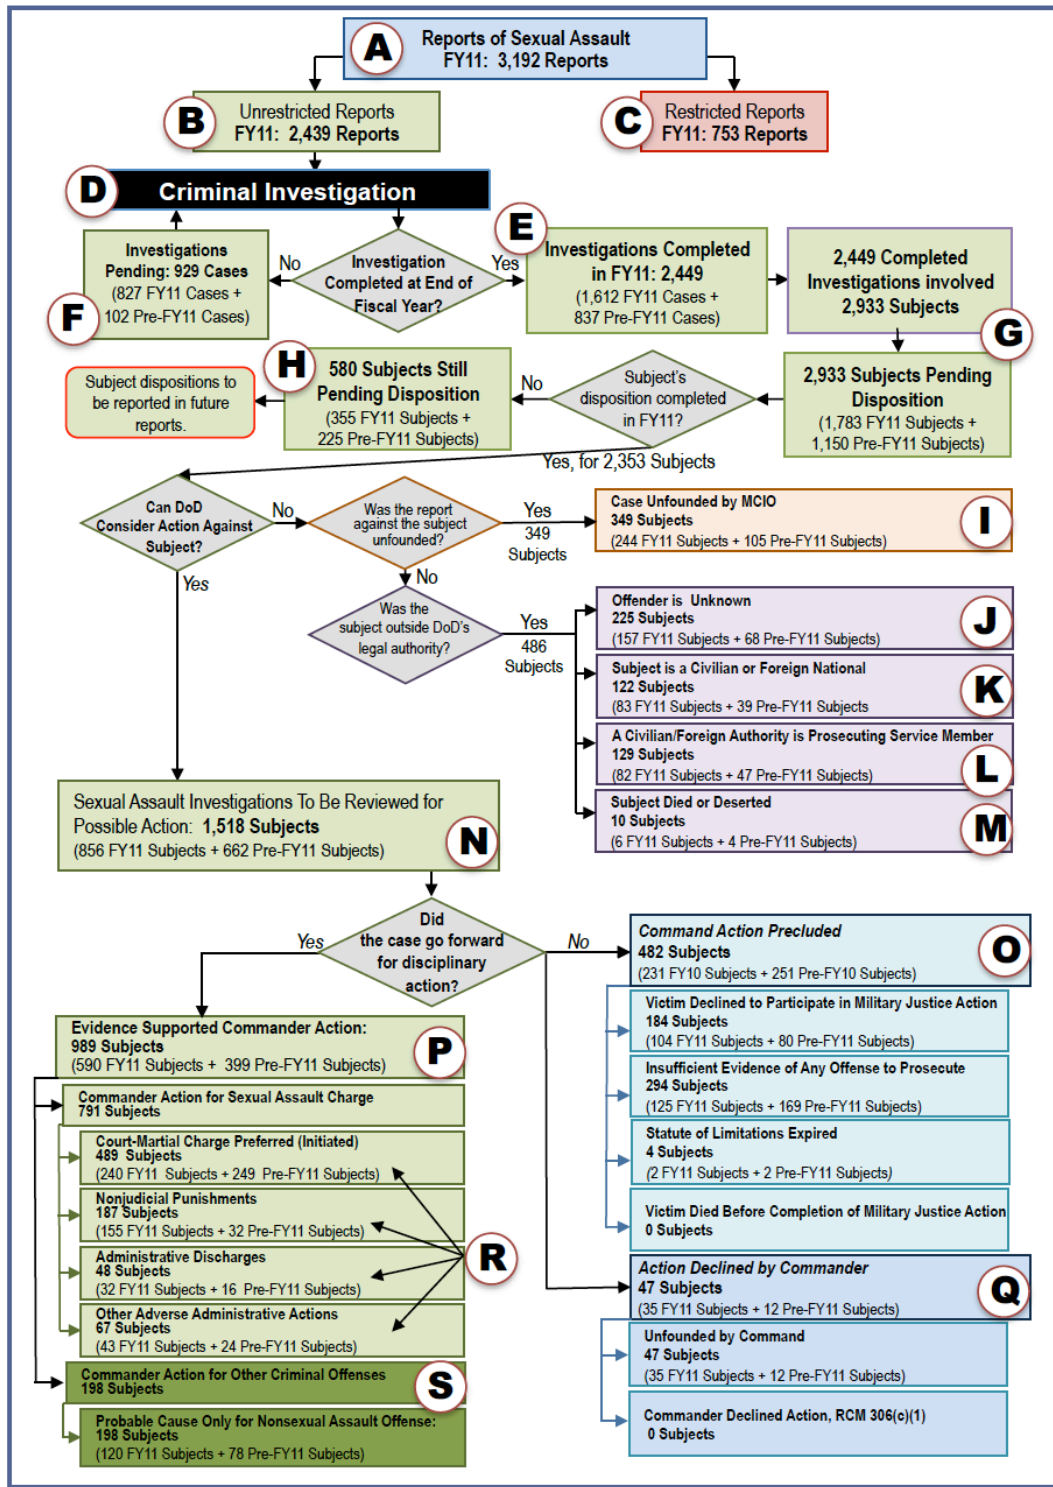 A
Reports of Sexual Assault
FY11: 3,192 Reports
B
Unrestricted Reports
FY11: 2,439 Reports
C
Restricted Reports
FY11: 753 Reports
D
Criminal Investigation
Investigations
Pending: 929 Cases
(827 FY11 Cases +
102 Pre-FY11 Cases)
F
No
Investigation
Completed at End of
Fiscal Year?
Yes
E
Investigations Completed
in FY11: 2,449
(1,612 FY11 Cases +
837 Pre-FY11 Cases)
2,449 Completed
Investigations involved
2,933 Subjects
G
2,933 Subjects Pending
Disposition
(1,783 FY11 Subjects +
1,150 Pre-FY11 Subjects)
Subject's
disposition completed
in FY11?
No
H
580 Subjects Still
Pending Disposition
(355 FY11 Subjects +
225 Pre-FY11 Subjects)
Subject dispositions to
be reported in future
reports.
Yes, for 2,353 Subjects
Can DoD
Consider Action Against
Subject?
No
Was the report
against the subject
unfounded?
Yes
349
Subjects
Case Unfounded by MCIO
349 Subjects
(244 FY11 Subjects + 105 Pre-FY11 Subjects)
I
Yes
No
Was the
subject outside DoD's
legal authority?
Yes
486
Subjects
Offender is Unknown
225 Subjects
(157 FY11 Subjects + 68 Pre-FY11 Subjects)
J
Subject is a Civilian or Foreign National
122 Subjects
(83 FY11 Subjects + 39 Pre-FY11 Subjects
K
A Civilian/Foreign Authority is Prosecuting Service Member
129 Subjects
(82 FY11 Subjects + 47 Pre-FY11 Subjects)
L
Subject Died or Deserted
10 Subjects
(6 FY11 Subjects + 4 Pre-FY11 Subjects)
M
Sexual Assault Investigations To Be Reviewed for
Possible Action: 1,518 Subjects
(856 FY11 Subjects + 662 Pre-FY11 Subjects)
N
Did
the case go forward
for disciplinary
action?
Yes
No
Command Action Precluded
482 Subjects
(231 FY10 Subjects + 251 Pre-FY10 Subjects)
O
Victim Declined to Participate in Military Justice Action
184 Subjects
(104 FY11 Subjects + 80 Pre-FY11 Subjects)
Insufficient Evidence of Any Offense to Prosecute
294 Subjects
(125 FY11 Subjects + 169 Pre-FY11 Subjects)
Statute of Limitations Expired
4 Subjects
(2 FY11 Subjects + 2 Pre-FY11 Subjects)
Victim Died Before Completion of Military Justice Action
0 Subjects
Action Declined by Commander
47 Subjects
(35 FY11 Subjects + 12 Pre-FY11 Subjects)
Q
Unfounded by Command
47 Subjects
(35 FY11 Subjects + 12 Pre-FY11 Subjects)
Commander Declined Action, RCM 306(c)(1)
0 Subjects
Evidence Supported Commander Action:
989 Subjects
(590 FY11 Subjects + 399 Pre-FY11 Subjects)
P
Commander Action for Sexual Assault Charge
791 Subjects
Court-Martial Charge Preferred (Initiated)
489 Subjects
(240 FY11 Subjects + 249 Pre-FY11 Subjects)
Nonjudicial Punishments
187 Subjects
(155 FY11 Subjects + 32 Pre-FY11 Subjects)
Administrative Discharges
48 Subjects
(32 FY11 Subjects + 16 Pre-FY11 Subjects)
Other Adverse Administrative Actions
67 Subjects
(43 FY11 Subjects + 24 Pre-FY11 Subjects)
R
Commander Action for Other Criminal Offenses
198 Subjects
S
Probable Cause Only for Nonsexual Assault Offense:
198 Subjects
(120 FY11 Subjects + 78 Pre-FY11 Subjects)